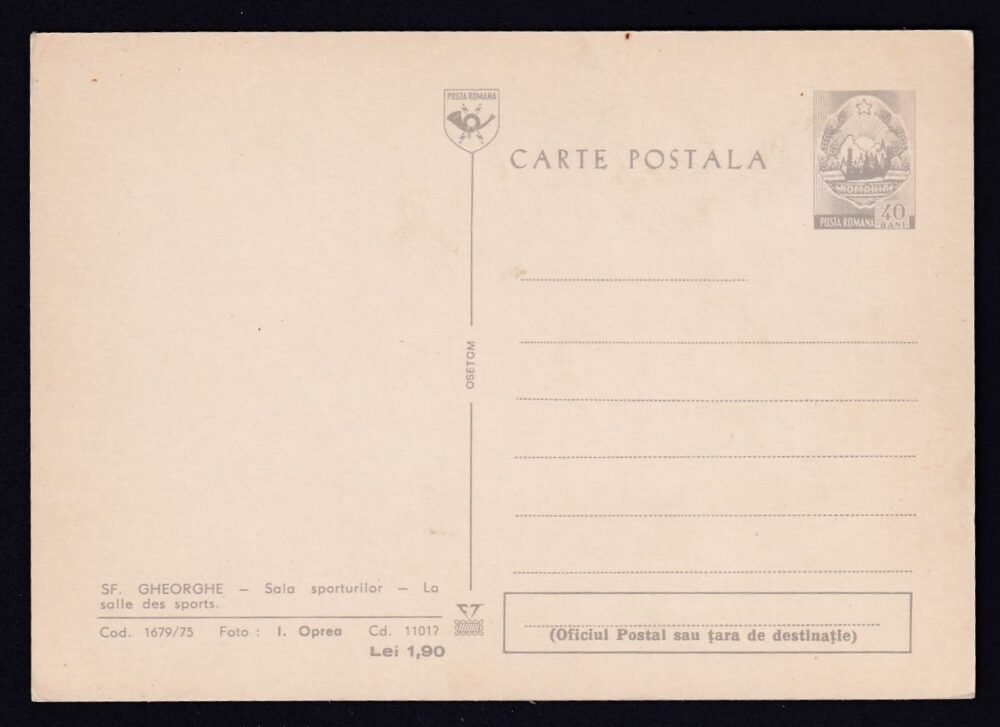 POSTA ROMANA
CARTE POSTALA
ROMANIA
POSTA ROMANA
40
BANI
OSETOM
SF. GHEORGHE – Sala sporturilor – La
salle des sports.
Cod. 1679/75 Foto : I. Oprea Cd. 11017
Lei 1,90
(Oficiul Postal sau țara de destinație)